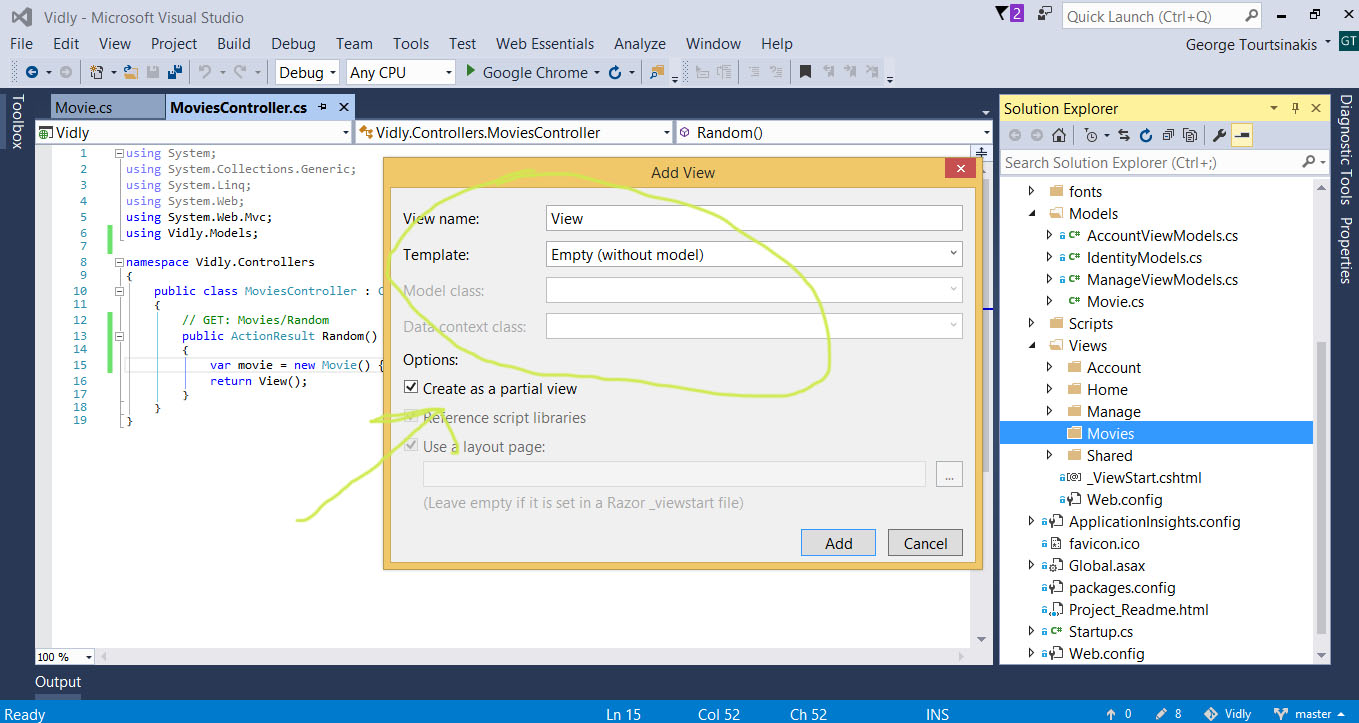 Vidly - Microsoft Visual Studio
2
Quick Launch (Ctrl+Q)
File Edit View Project Build Debug Team Tools Test Web Essentials Analyze Window Help
George Tourtsinakis
GT
Debug
Any CPU
Google Chrome
Toolbox
Movie.cs
MoviesController.cs
Vidly
Vidly.Controllers.MoviesController
Random()
1 using System;
2 using System.Collections.Generic;
3 using System.Linq;
4 using System.Web;
5 using System.Web.Mvc;
6 using Vidly.Models;
7
8 namespace Vidly.Controllers
9 {
10 public class MoviesController :
11 {
12 // GET: Movies/Random
13 public ActionResult Random()
14 {
15 var movie = new Movie() {
16 return View();
17 }
18 }
19 }
100 %
Add View
View name:
View
Template:
Empty (without model)
Model class:
Data context class:
Options:
Create as a partial view
Reference script libraries
Use a layout page:
...
(Leave empty if it is set in a Razor _viewstart file)
Add
Cancel
Solution Explorer
Search Solution Explorer (Ctrl+;)
fonts
Models
C# AccountViewModels.cs
C# IdentityModels.cs
C# ManageViewModels.cs
C# Movie.cs
Scripts
Views
Account
Home
Manage
Movies
Shared
[@] _ViewStart.cshtml
Web.config
ApplicationInsights.config
favicon.ico
Global.asax
packages.config
Project_Readme.html
C# Startup.cs
Web.config
Diagnostic Tools
Properties
Output
Ready
Ln 15
Col 52
Ch 52
INS
0
8
Vidly
master